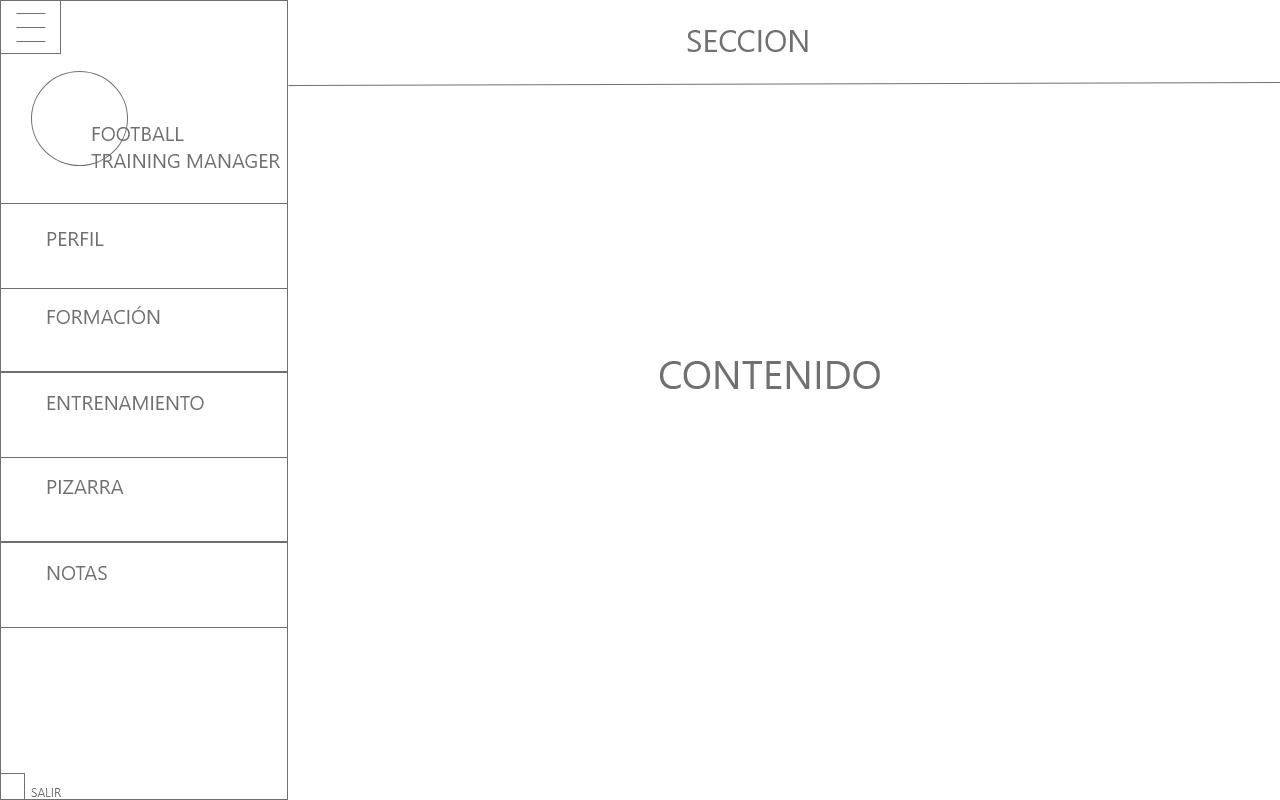 SECCION
FOOTBALL
TRAINING MANAGER
PERFIL
FORMACIÓN
CONTENIDO
ENTRENAMIENTO
PIZARRA
NOTAS
SALIR